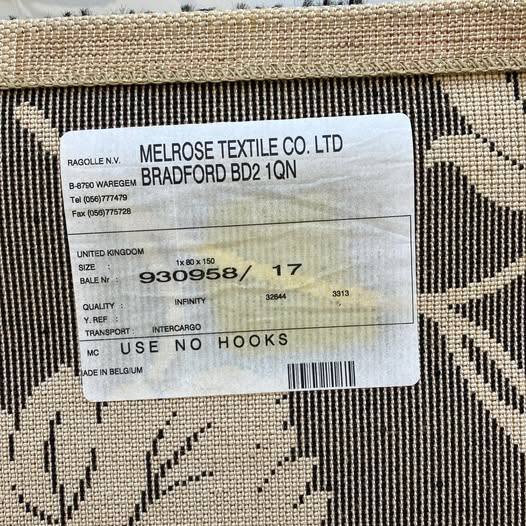 RAGOLLE N.V. MELROSE TEXTILE CO. LTD
B-8790 WAREGEM BRADFORD BD2 1QN
Tel (056)777479
Fax (056)775728
UNITED KINGDOM
SIZE : 1x 80 x 150
BALE Nr : 930958/ 17
QUALITY : INFINITY 32644 3313
Y. REF :
TRANSPORT : INTERCARGO
MC USE NO HOOKS
ADE IN BELGIUM